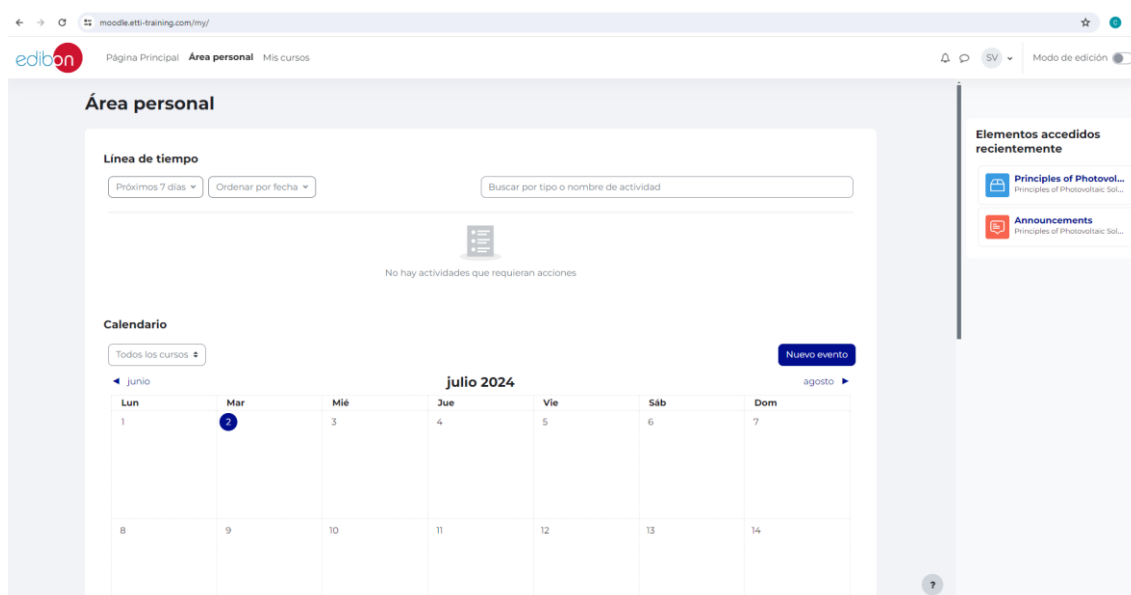 moodle.etti-training.com/my/
C
edibon
Página Principal Área personal Mis cursos
SV
Modo de edición
Área personal
Línea de tiempo
Próximos 7 días
Ordenar por fecha
Buscar por tipo o nombre de actividad
No hay actividades que requieran acciones
Calendario
Todos los cursos
Nuevo evento
junio
julio 2024
agosto
Lun Mar Mié Jue Vie Sáb Dom
1 2 3 4 5 6 7
8 9 10 11 12 13 14
Elementos accedidos
recientemente
Principles of Photovol...
Principles of Photovoltaic Sol...
Announcements
Principles of Photovoltaic Sol...
?